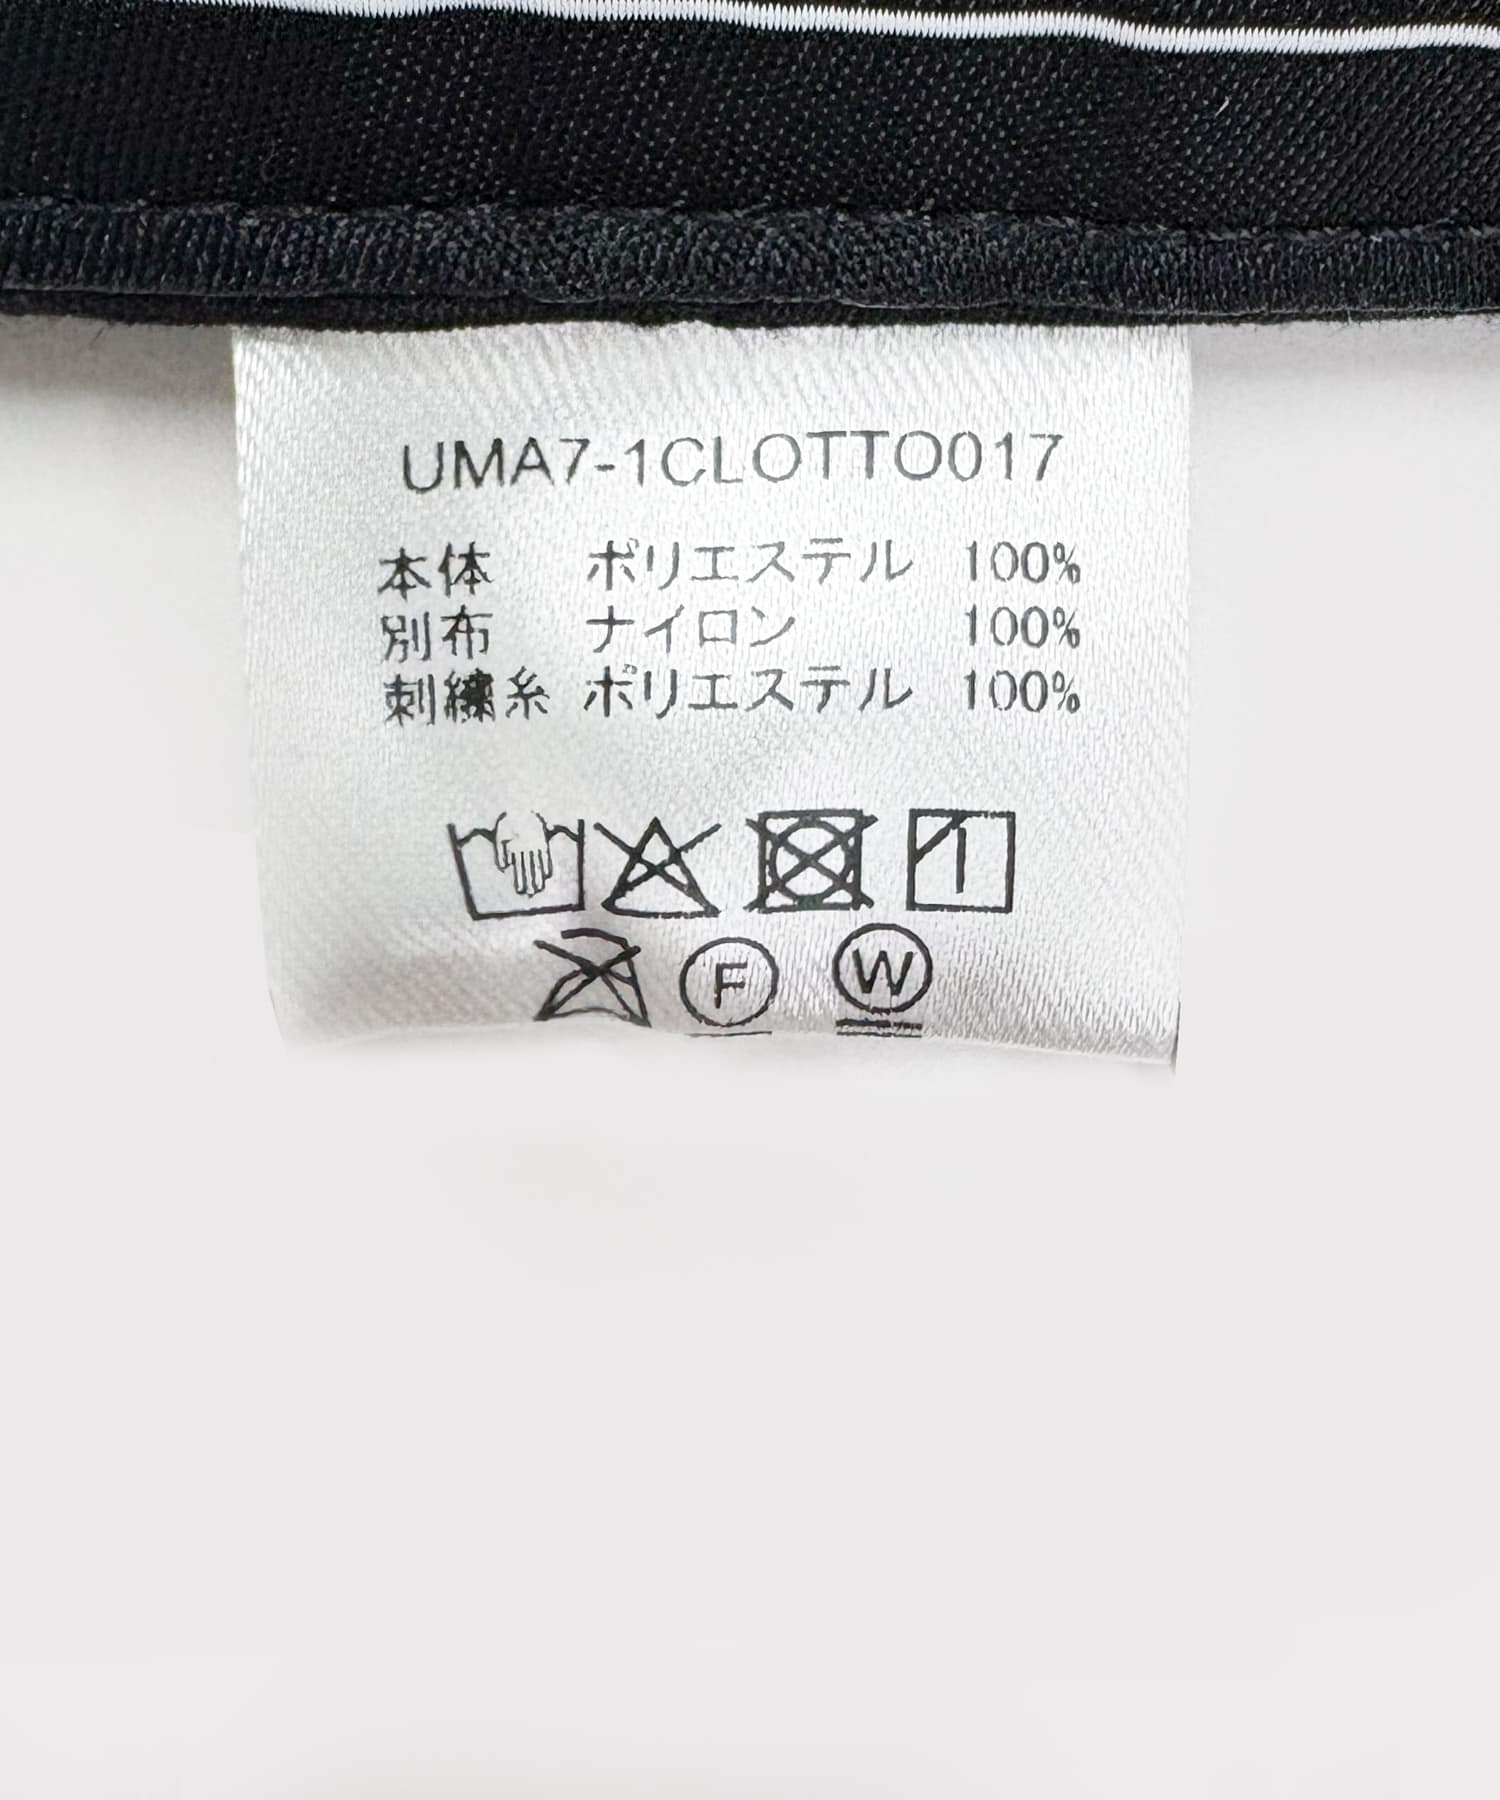 UMA7-1CLOTTO017
本体 ポリエステル 100%
別布 ナイロン 100%
刺繍糸 ポリエステル 100%
F W